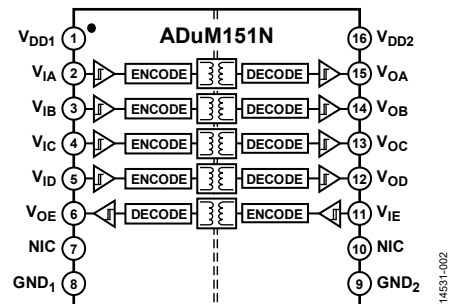 ADuM151N
VDD1 1 16 VDD2
VIA 2 ENCODE DECODE 15 VOA
VIB 3 ENCODE DECODE 14 VOB
VIC 4 ENCODE DECODE 13 VOC
VID 5 ENCODE DECODE 12 VOD
VOE 6 DECODE ENCODE 11 VIE
NIC 7 10 NIC
GND1 8 9 GND2
14531-002